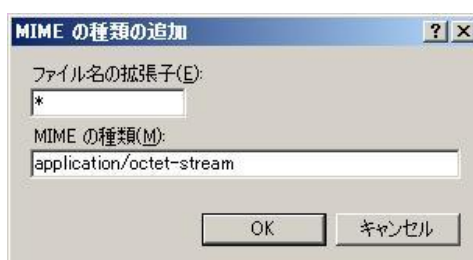 MIME の種類の追加
ファイル名の拡張子(E):
*
MIME の種類(M):
application/octet-stream
OK キャンセル